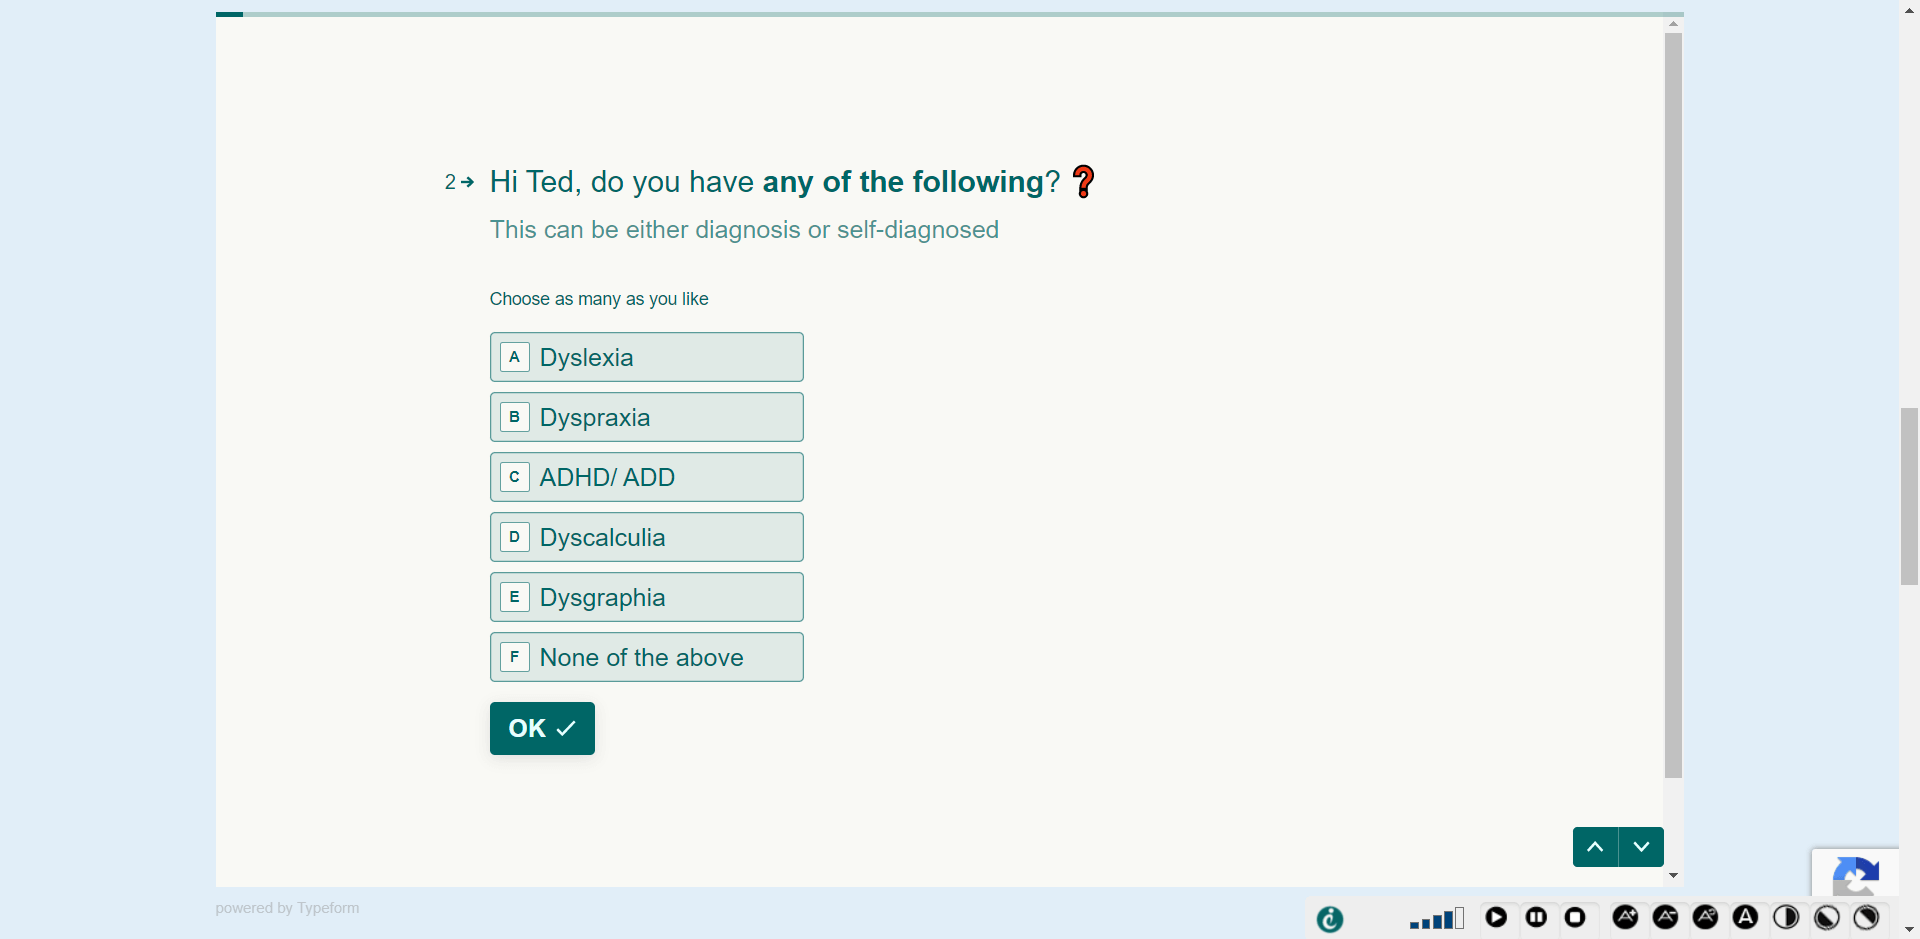 2 Hi Ted, do you have any of the following? ❓
This can be either diagnosis or self-diagnosed
Choose as many as you like
A Dyslexia
B Dyspraxia
C ADHD/ ADD
D Dyscalculia
E Dysgraphia
F None of the above
OK
powered by Typeform
A+ A- A A